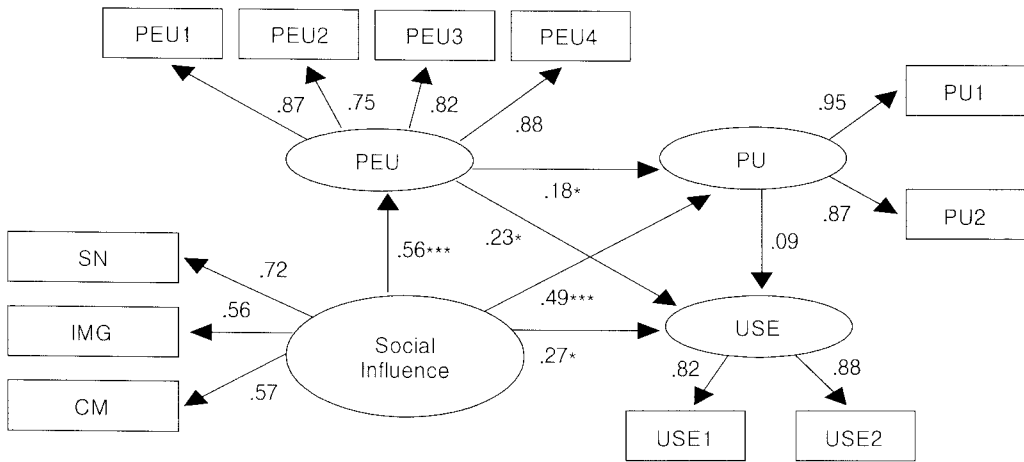 PEU1 PEU2 PEU3 PEU4
.87 .75 .82 .88
PEU
.95
PU1
PU
.18*
.87
PU2
.56***
.23*
.09
SN
.72
IMG
.56
.49***
USE
Social
Influence
.27*
CM
.57
.82 .88
USE1 USE2